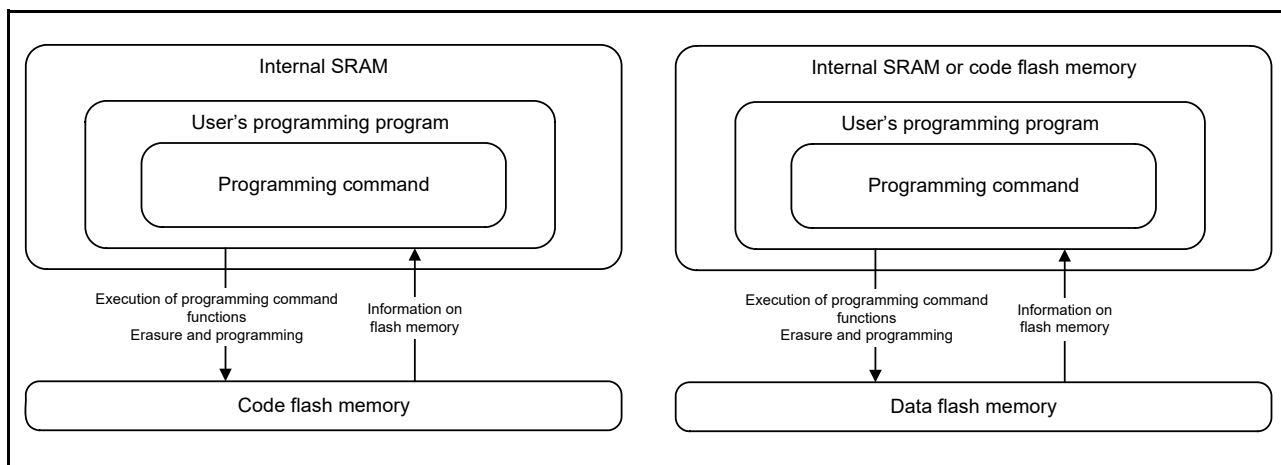 Internal SRAM
User's programming program
Programming command
Execution of programming command
functions
Erasure and programming
Information on
flash memory
Code flash memory
Internal SRAM or code flash memory
User's programming program
Programming command
Execution of programming command
functions
Erasure and programming
Information on
flash memory
Data flash memory